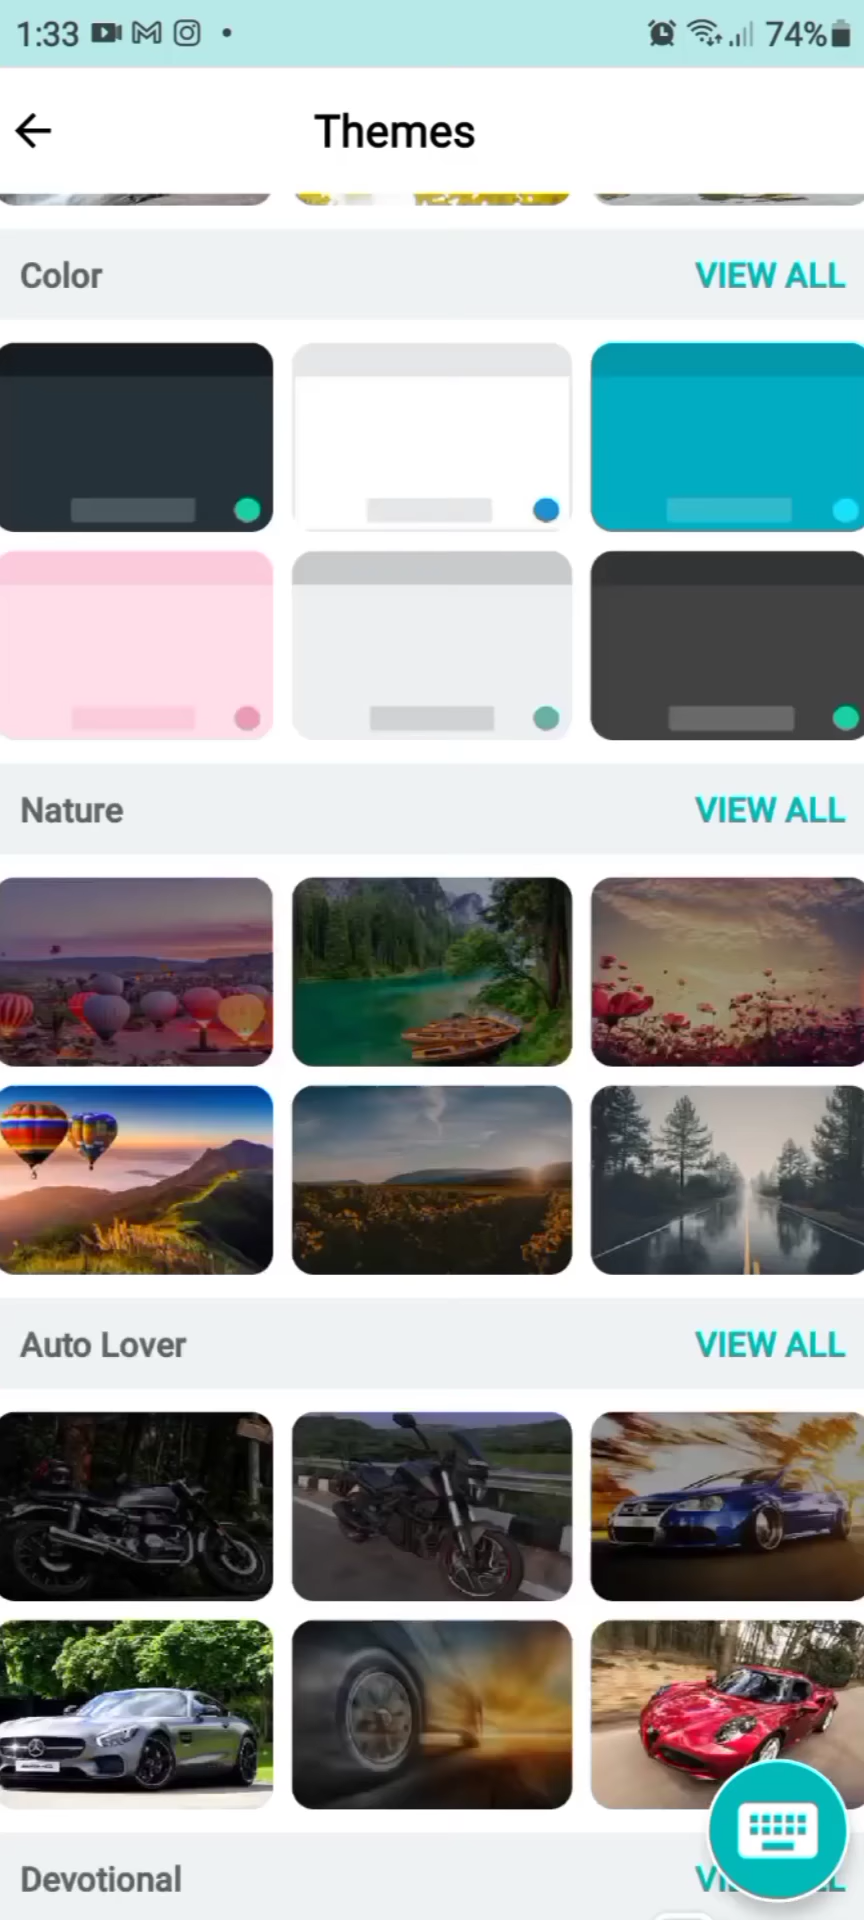 1:33
74%
Themes
Color
VIEW ALL
Nature
VIEW ALL
Auto Lover
VIEW ALL
Devotional